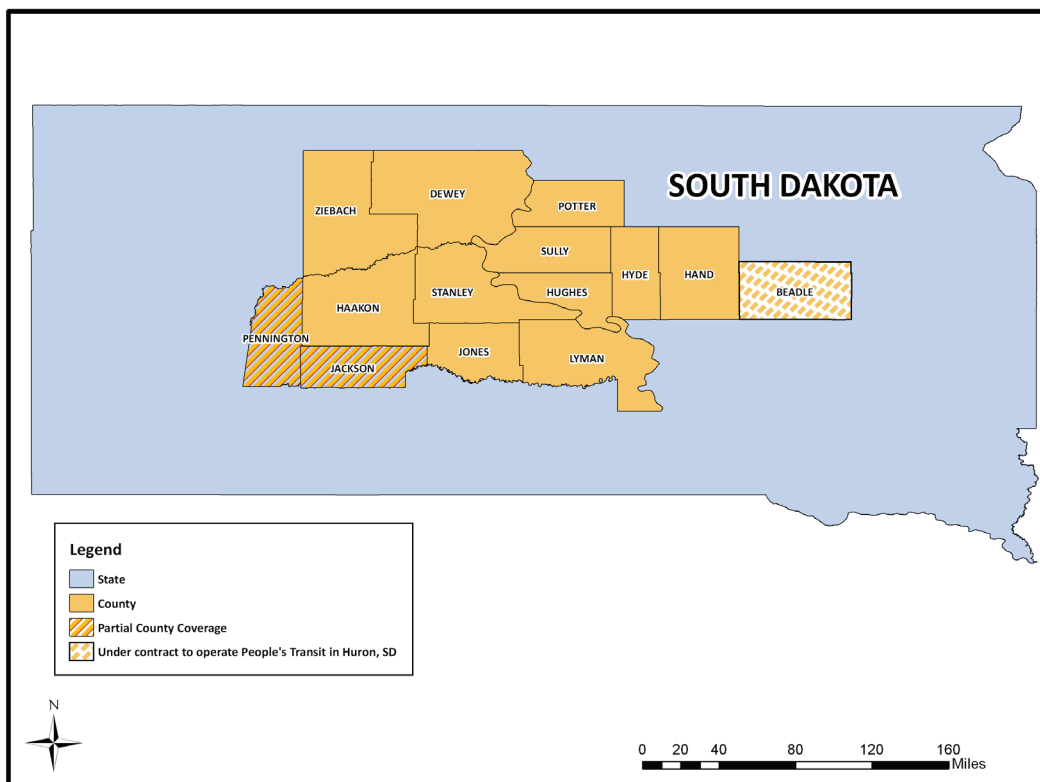 SOUTH DAKOTA
DEWEY
ZIEBACH
POTTER
SULLY
HYDE
HAND
STANLEY
HUGHES
BEADLE
HAAKON
PENNINGTON
JONES
LYMAN
JACKSON
Legend
State
County
Partial County Coverage
Under contract to operate People's Transit in Huron, SD
N
0 20 40 80 120 160
Miles